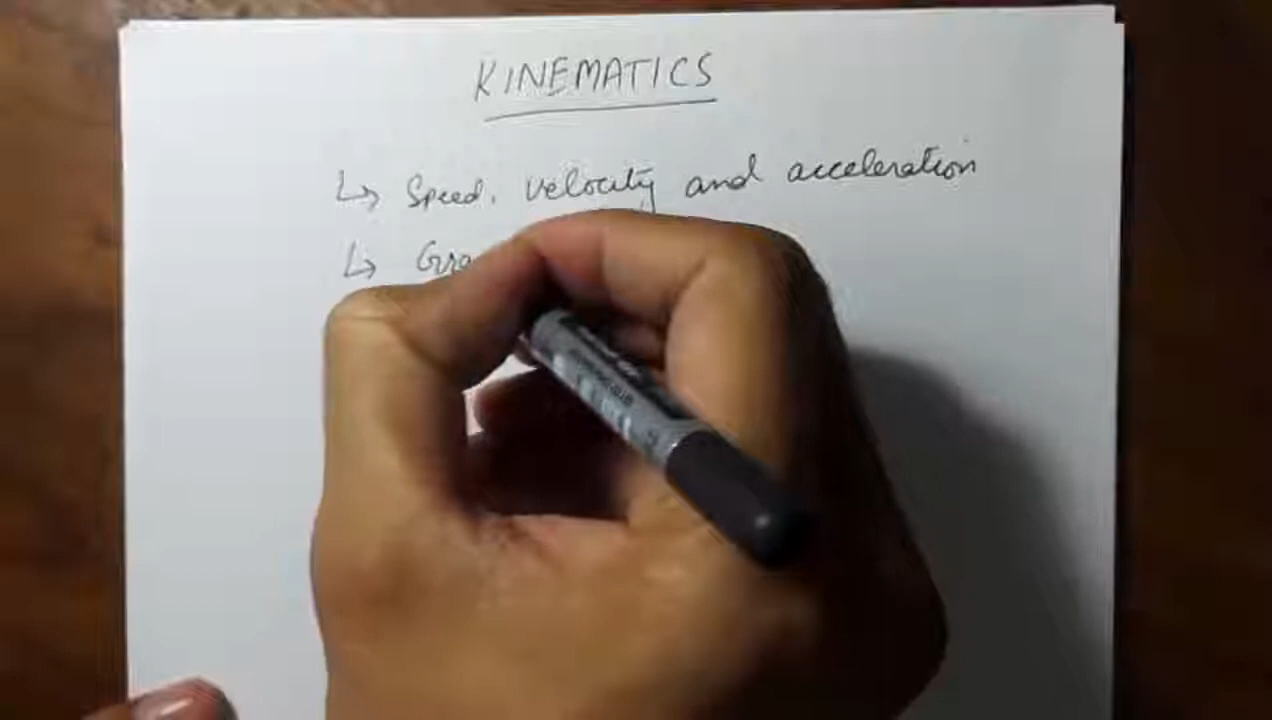 KINEMATICS
↳ Speed, velocity and acceleration
↳ Gra